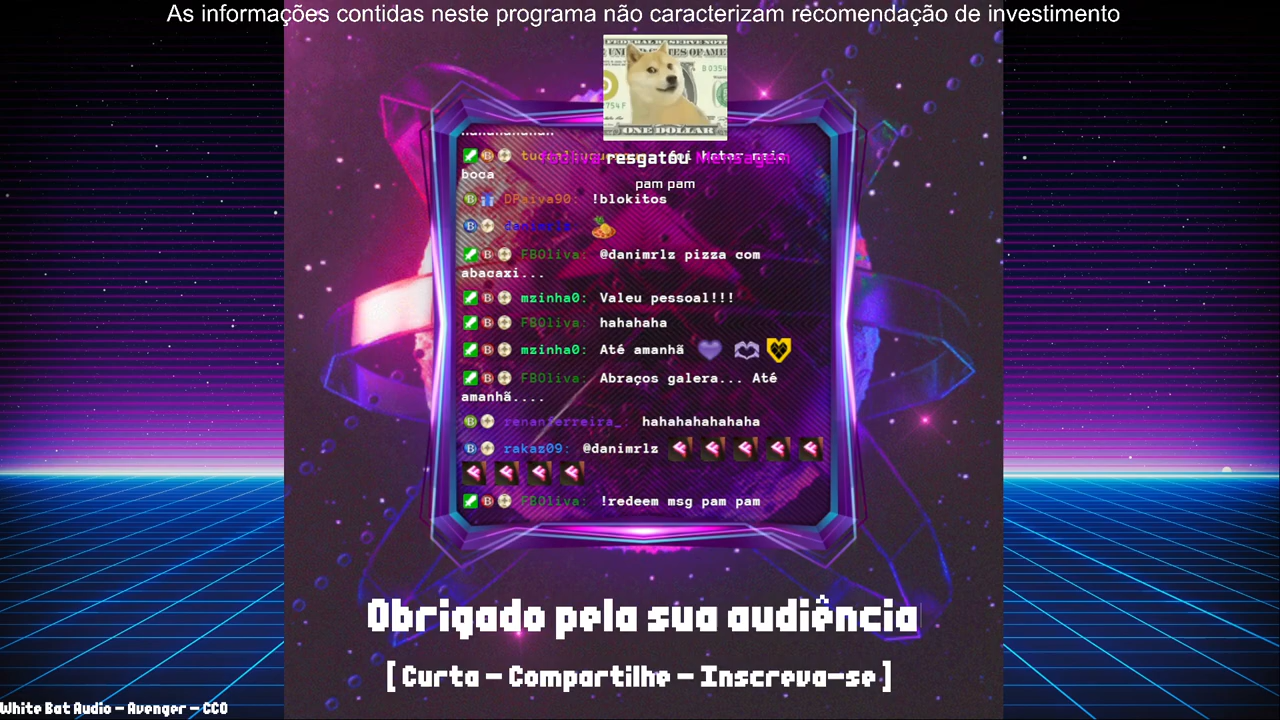 As informações contidas neste programa não caracterizam recomendação de investimento
ONE DOLLAR
resgatou Mensagem
pam pam
boca
DPaiva90: !blokitos
danimrlz:
FBOliva: @danimrlz pizza com
abacaxi...
mzinha0: Valeu pessoal!!!
FBOliva: hahahaha
mzinha0: Até amanhã
FBOliva: Abraços galera... Até
amanhã....
renanferreira_: hahahahahahaha
rakaz09: @danimrlz
FBOliva: !redeem msg pam pam
Obrigado pela sua audiência
[ Curta - Compartilhe - Inscreva-se ]
White Bat Audio - Avenger - CC0